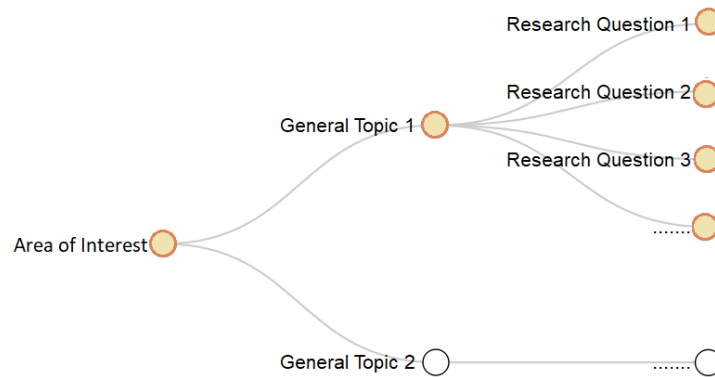 Research Question 1
Research Question 2
General Topic 1
Research Question 3
.......
Area of Interest
General Topic 2
.......